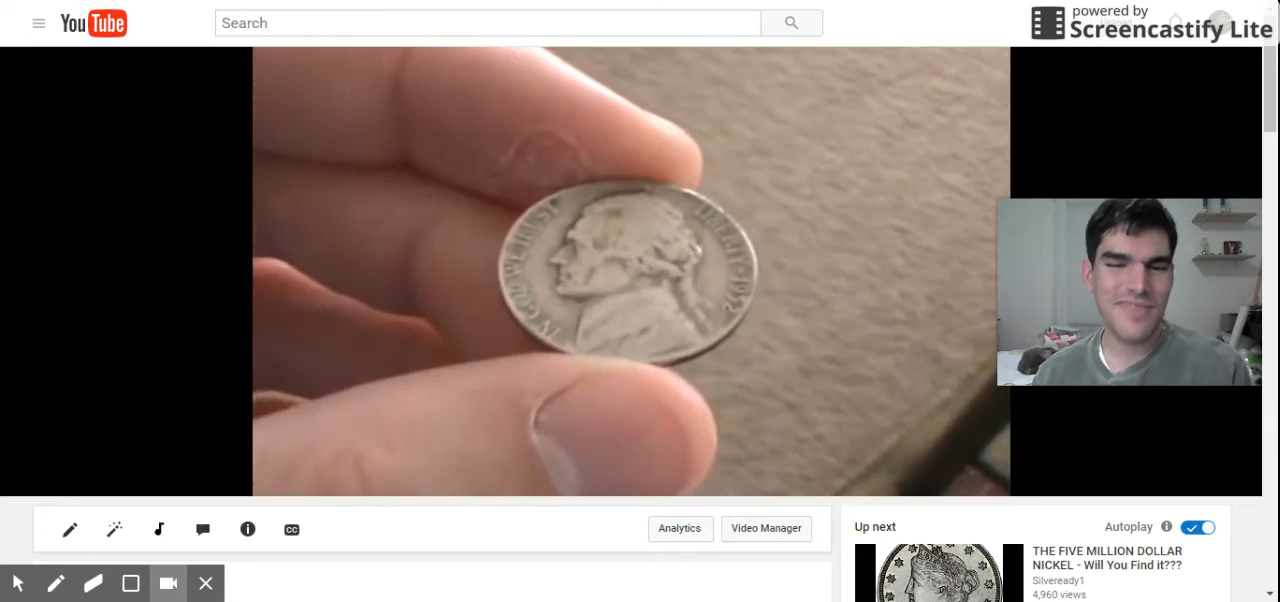 YouTube
Search
powered by
Screencastify Lite
IN GOD WE TRUST
LIBERTY
Analytics
Video Manager
CC
Up next
Autoplay
THE FIVE MILLION DOLLAR
NICKEL - Will You Find it???
Silveready1
4,960 views